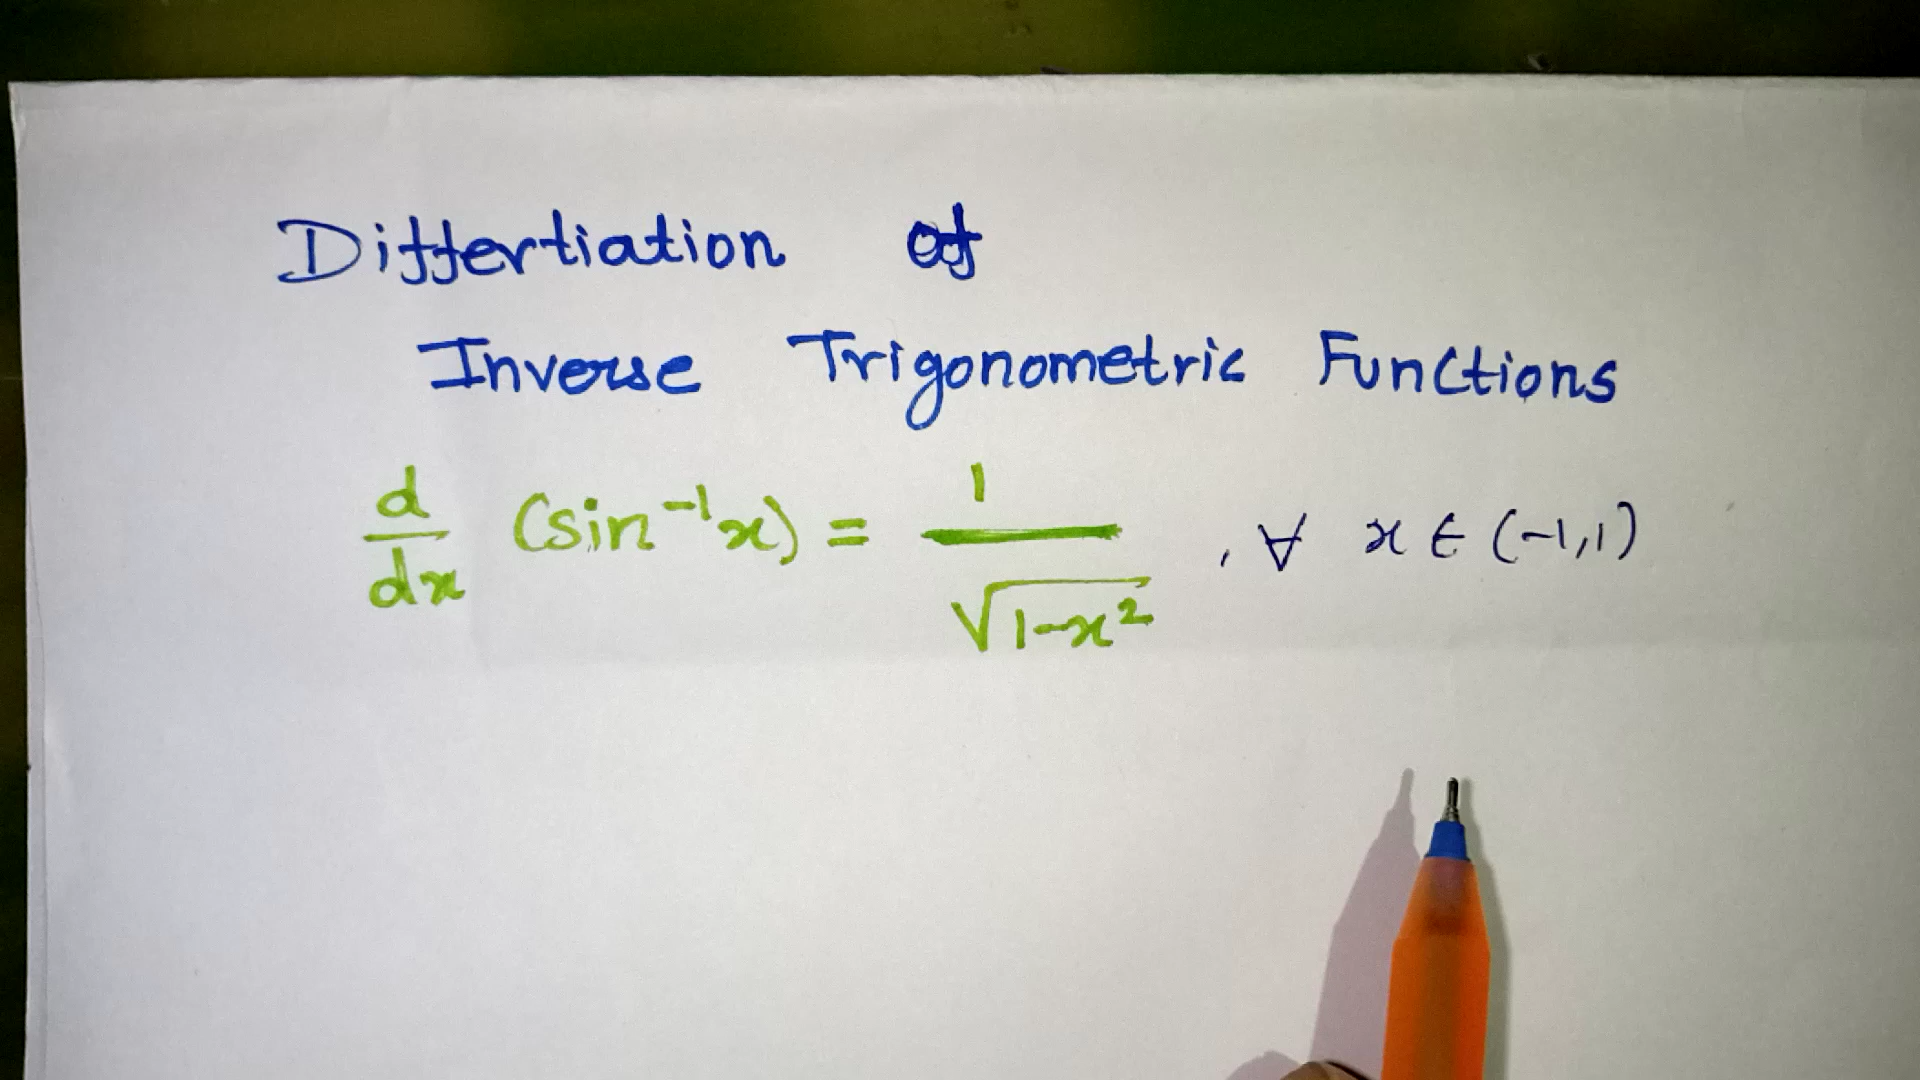 Differtiation of
Inverse Trigonometric Functions
d/dx (sin⁻¹x) = 1/√(1-x²) , ∀ x ∈ (-1,1)